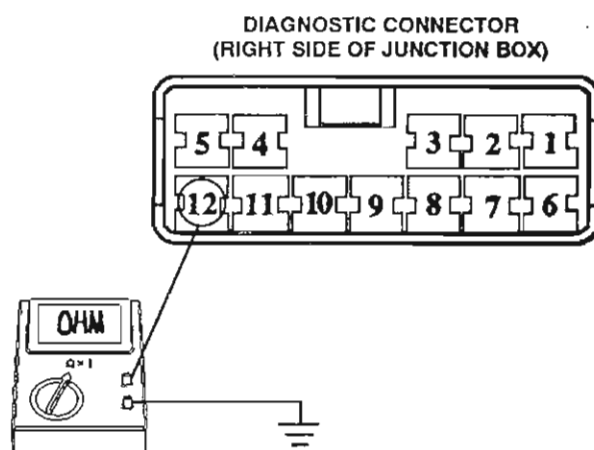 DIAGNOSTIC CONNECTOR
(RIGHT SIDE OF JUNCTION BOX)
5 4 3 2 1
12 11 10 9 8 7 6
OHM
Ω×1